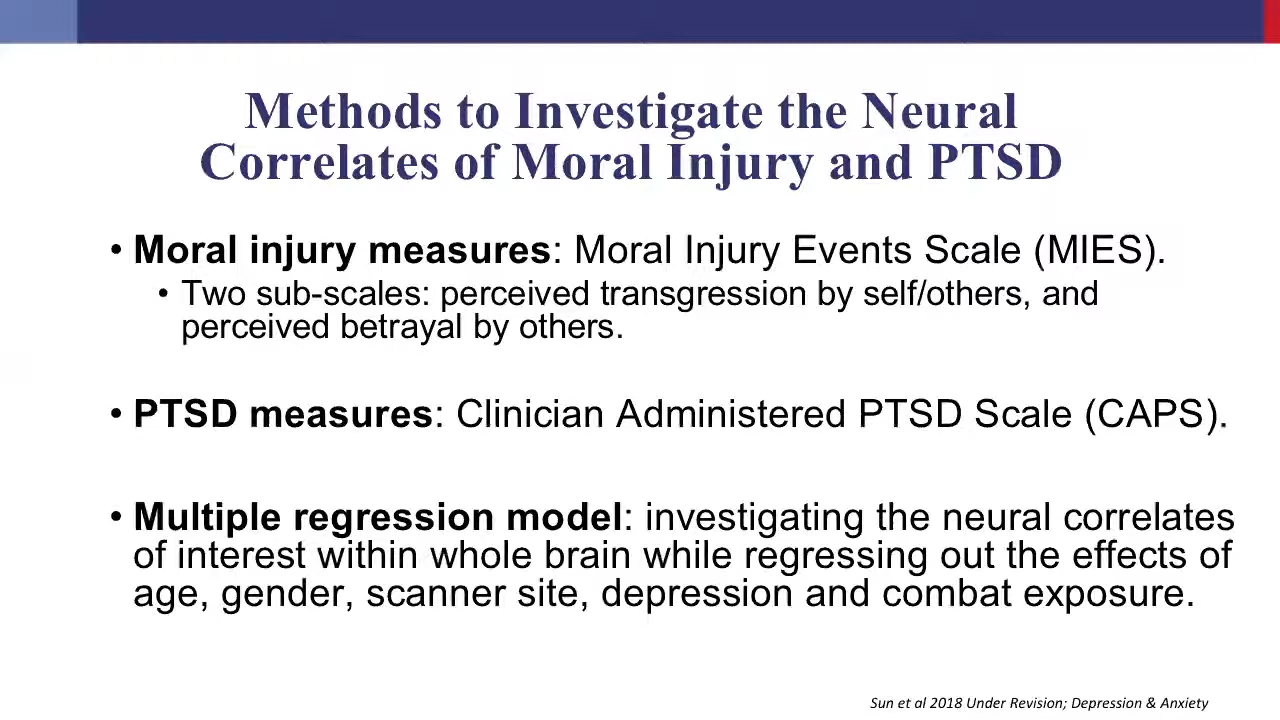 Methods to Investigate the Neural
Correlates of Moral Injury and PTSD
• Moral injury measures: Moral Injury Events Scale (MIES).
• Two sub-scales: perceived transgression by self/others, and
perceived betrayal by others.
• PTSD measures: Clinician Administered PTSD Scale (CAPS).
• Multiple regression model: investigating the neural correlates
of interest within whole brain while regressing out the effects of
age, gender, scanner site, depression and combat exposure.
Sun et al 2018 Under Revision; Depression & Anxiety